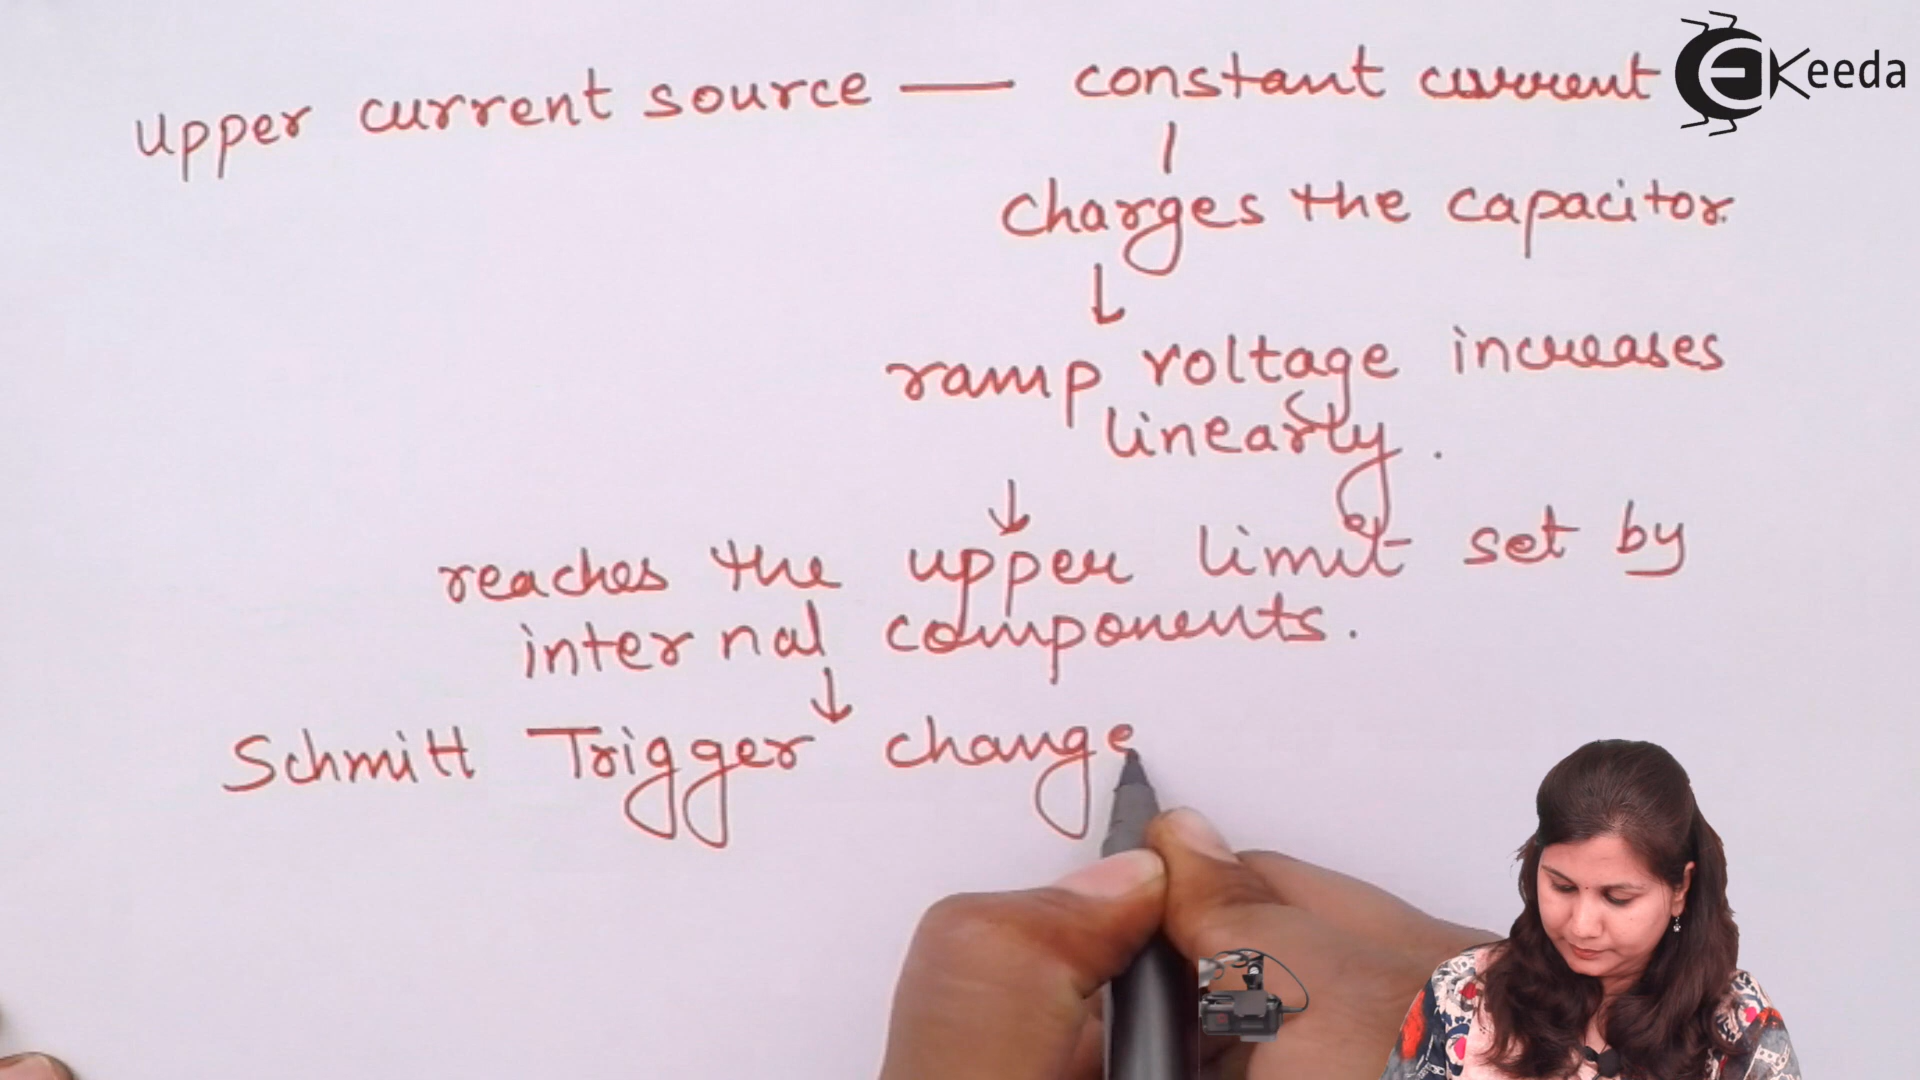 EKeeda
Upper current source — constant current
charges the capacitor.
ramp voltage increases
linearly.
reaches the upper limit set by
internal components.
Schmitt Trigger change